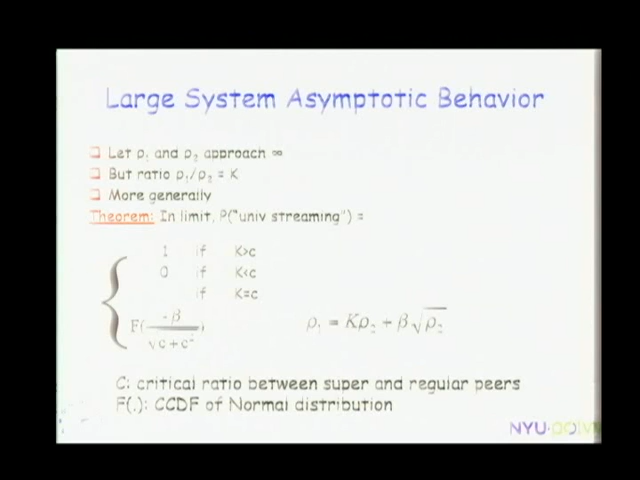 Large System Asymptotic Behavior
Let ρ₁ and ρ₂ approach ∞
But ratio ρ₁/ρ₂ = K
More generally
Theorem: In limit, P("univ streaming") =
1 if K>c
0 if K<c
if K=c
F(-β/√c+c²)
ρ₁ = Kρ₂ + β√ρ₂
C: critical ratio between super and regular peers
F(.): CCDF of Normal distribution
NYU·poly